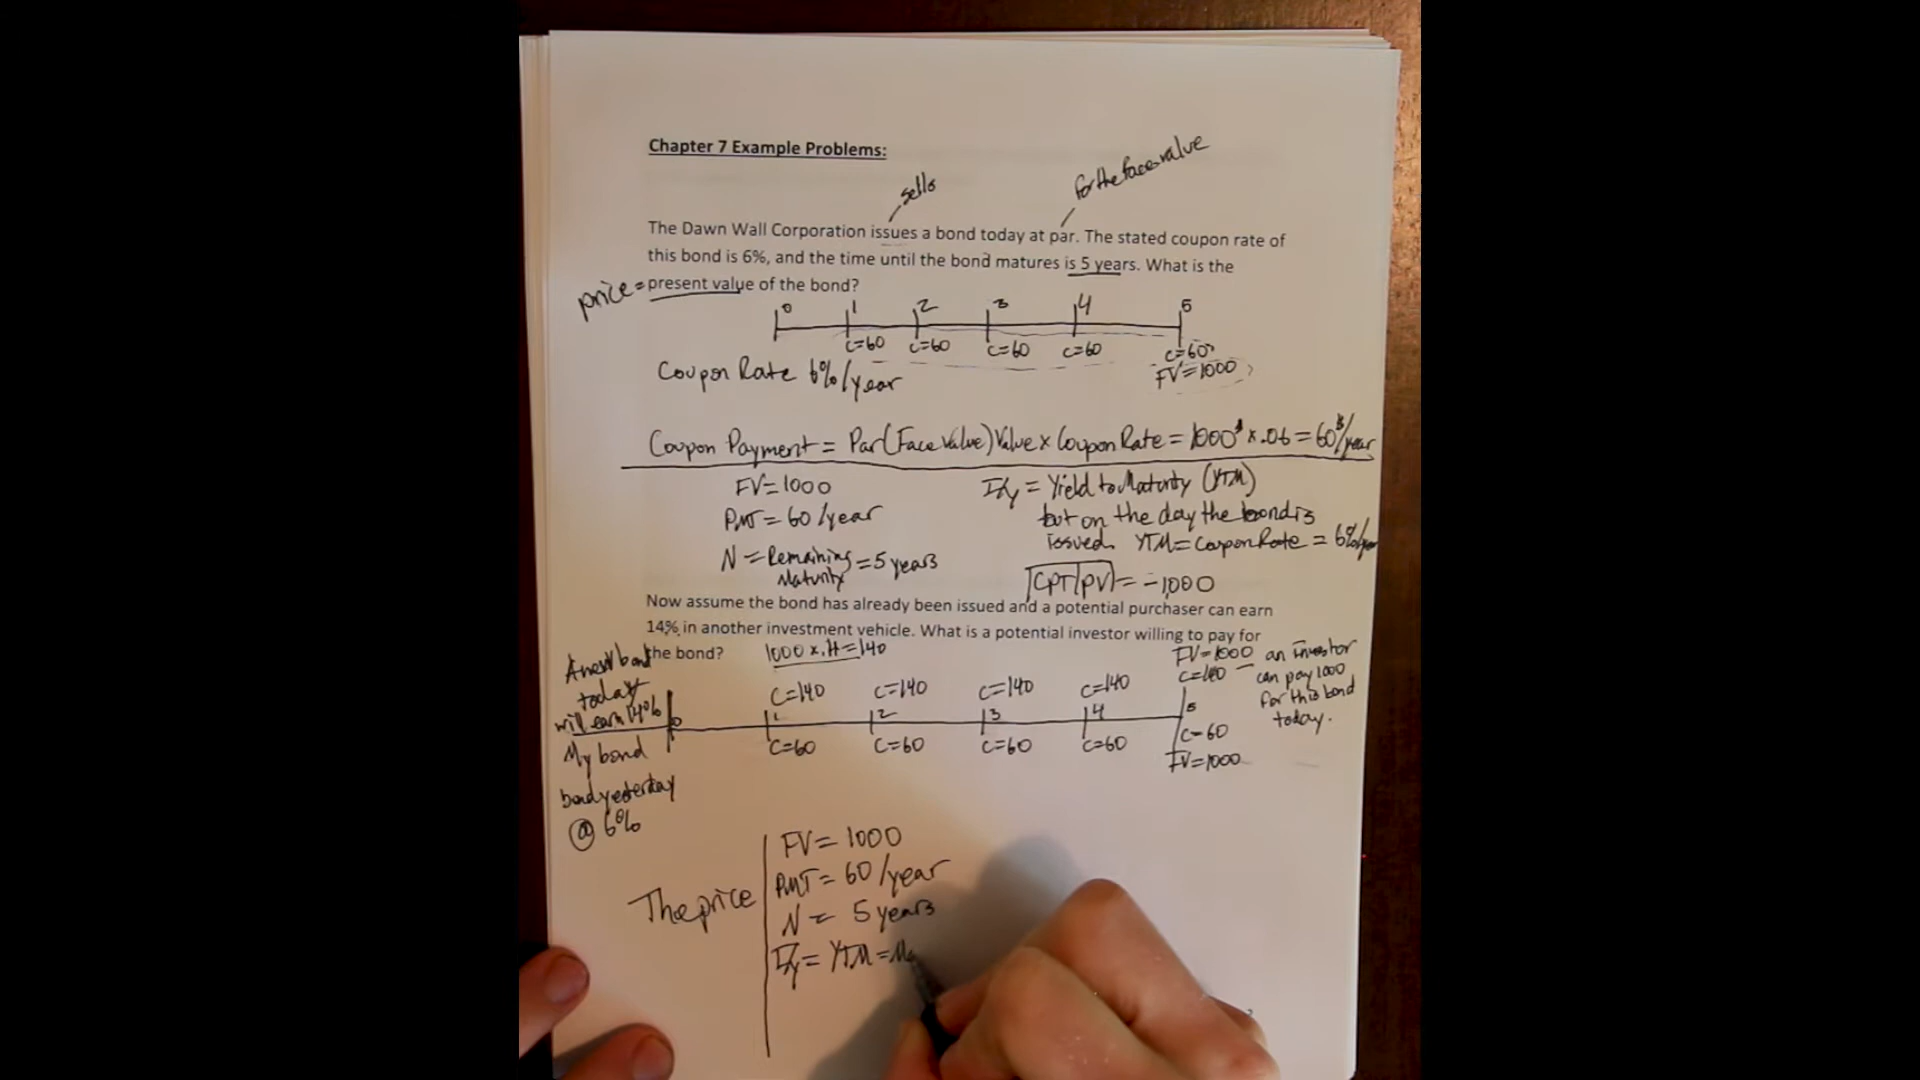 Chapter 7 Example Problems:
sells
for the face value
The Dawn Wall Corporation issues a bond today at par. The stated coupon rate of
this bond is 6%, and the time until the bond matures is 5 years. What is the
price = present value of the bond?
0 1 2 3 4 5
C=60 C=60 C=60 C=60 C=60
FV=1000
Coupon Rate 6%/year
Coupon Payment = Par (Face Value) Value x Coupon Rate = 1000$ x .06 = 60$/year
FV=1000
PMT = 60/year
N = Remaining Maturity = 5 years
I/y = Yield to Maturity (YTM)
but on the day the bond is
issued YTM = Coupon Rate = 6%/year
CPT PV = -1,000
Now assume the bond has already been issued and a potential purchaser can earn
14% in another investment vehicle. What is a potential investor willing to pay for
the bond? 1000 x .14=140
A new bond
today
will earn 14%
C=140 C=140 C=140 C=140
FV=1000
C=140
an investor
can pay 1000
for this bond
today.
0 1 2 3 4 5
C=60 C=60 C=60 C=60 C=60
FV=1000
My bond
bond yesterday
@ 6%
The price
FV = 1000
PMT = 60/year
N = 5 years
I/y = YTM = M